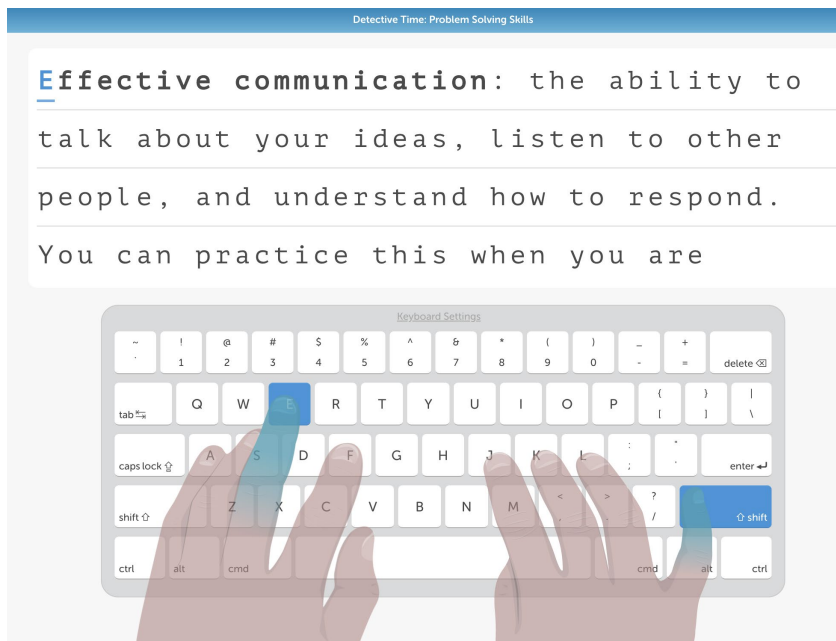 Detective Time: Problem Solving Skills
Effective communication: the ability to
talk about your ideas, listen to other
people, and understand how to respond.
You can practice this when you are
Keyboard Settings
~ ! @ # $ % ^ & * ( ) _ +
` 1 2 3 4 5 6 7 8 9 0 - = delete
tab Q W E R T Y U I O P { [ } ] | \
caps lock A S D F G H J K L : ; " ' enter
shift Z X C V B N M < , > . ? / shift
ctrl alt cmd cmd alt ctrl